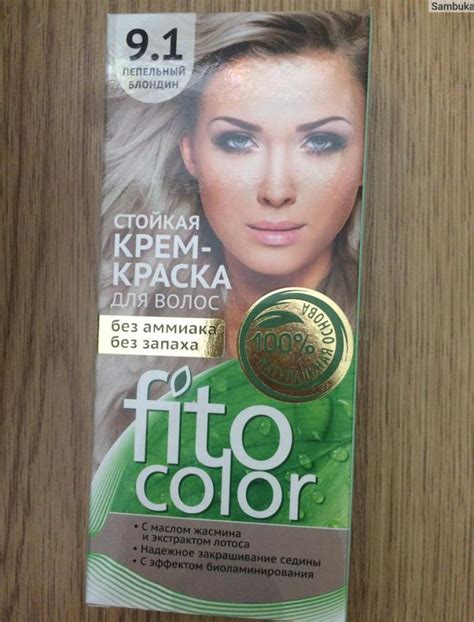 Sambuka
9.1
ПЕПЕЛЬНЫЙ
БЛОНДИН
СТОЙКАЯ
КРЕМ-
КРАСКА
ДЛЯ ВОЛОС
без аммиака
без запаха
100%
ОСНОВА
fito
color
• С маслом жасмина
и экстрактом лотоса
• Надежное закрашивание седины
• С эффектом биоламинирования